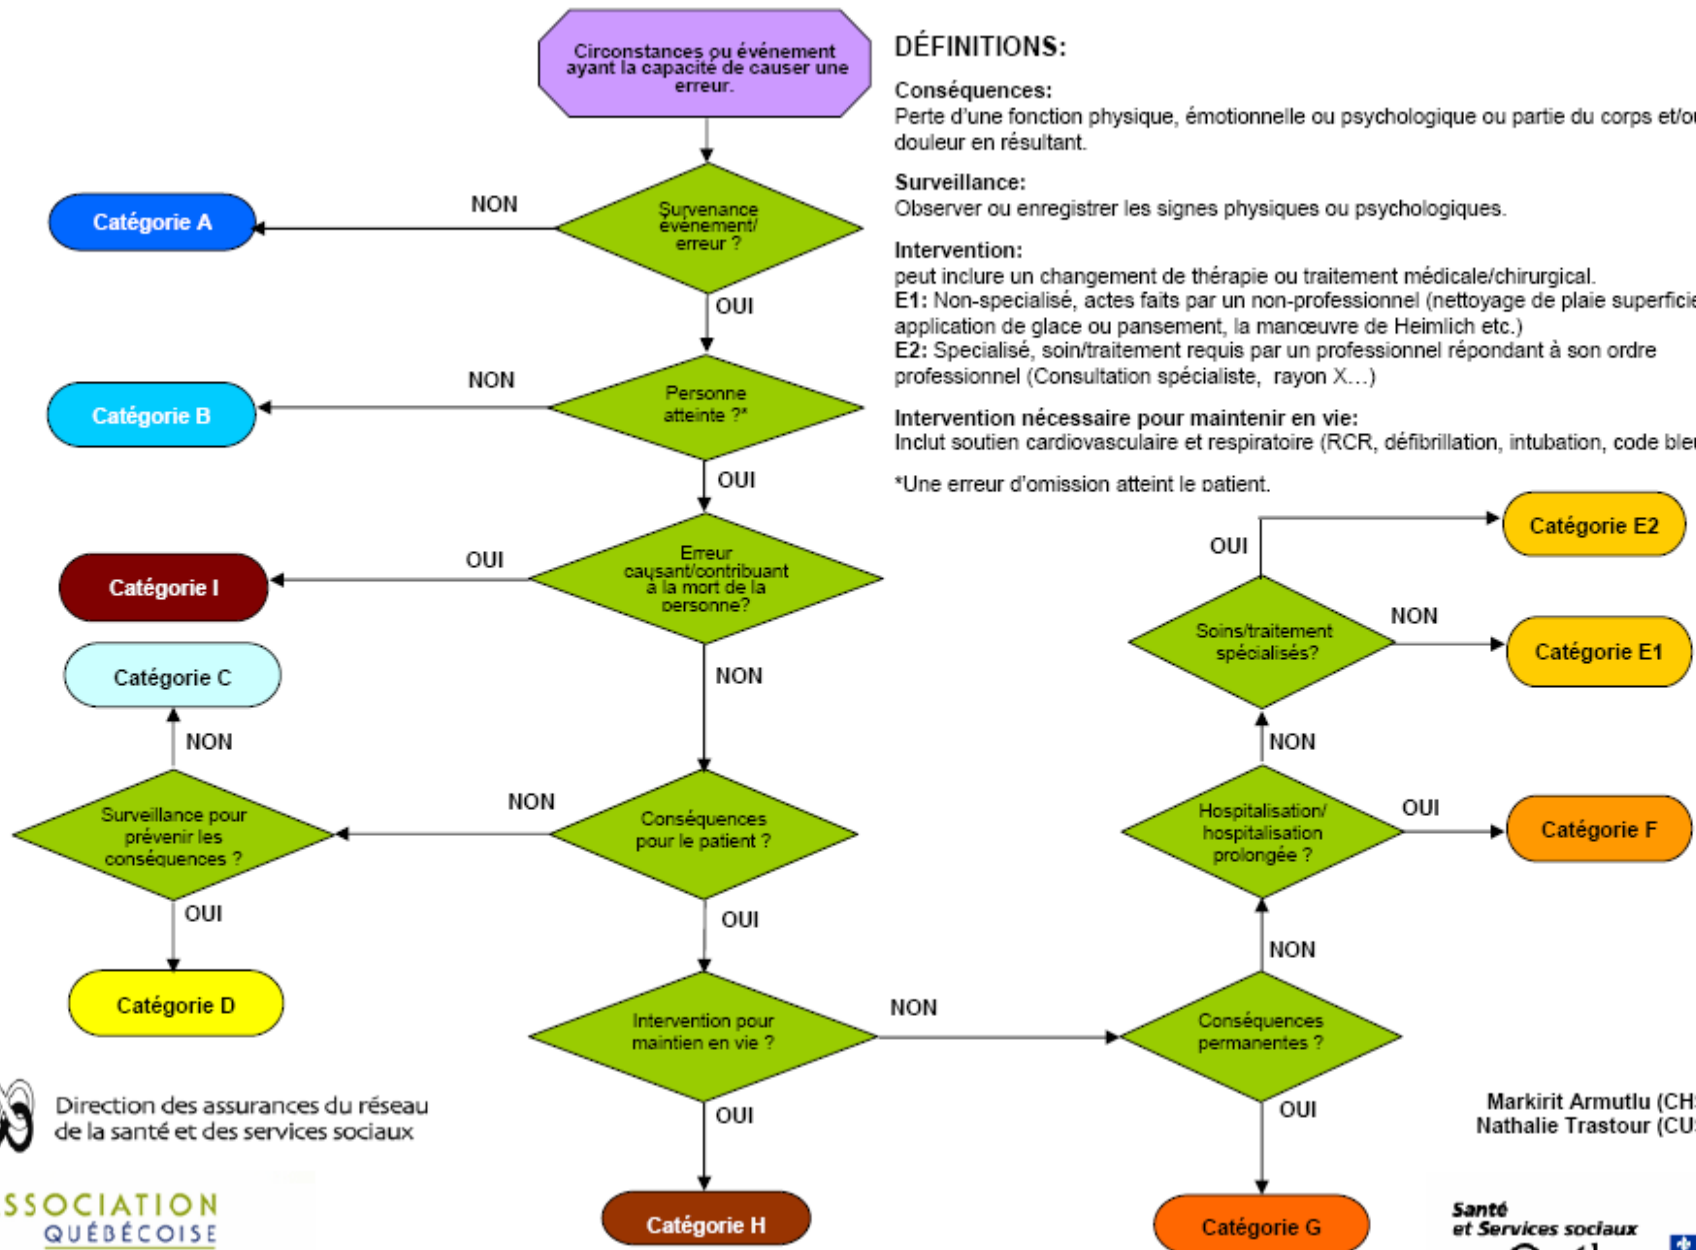 Circonstances ou événement
ayant la capacité de causer une
erreur.
DÉFINITIONS:
Conséquences:
Perte d'une fonction physique, émotionnelle ou psychologique ou partie du corps et/ou
douleur en résultant.
Surveillance:
Observer ou enregistrer les signes physiques ou psychologiques.
Intervention:
peut inclure un changement de thérapie ou traitement médicale/chirurgical.
E1: Non-specialisé, actes faits par un non-professionnel (nettoyage de plaie superficie
application de glace ou pansement, la manœuvre de Heimlich etc.)
E2: Specialisé, soin/traitement requis par un professionnel répondant à son ordre
professionnel (Consultation spécialiste, rayon X...)
Intervention nécessaire pour maintenir en vie:
Inclut soutien cardiovasculaire et respiratoire (RCR, défibrillation, intubation, code bleu
*Une erreur d'omission atteint le patient.
Survenance
événement/
erreur ?
NON
Catégorie A
OUI
Personne
atteinte ?*
NON
Catégorie B
OUI
Erreur
causant/contribuant
à la mort de la
personne?
OUI
Catégorie I
NON
Conséquences
pour le patient ?
NON
Surveillance pour
prévenir les
conséquences ?
NON
Catégorie C
OUI
Catégorie D
OUI
Intervention pour
maintien en vie ?
OUI
Catégorie H
NON
Conséquences
permanentes ?
OUI
Catégorie G
NON
Hospitalisation/
hospitalisation
prolongée ?
OUI
Catégorie F
NON
Soins/traitement
spécialisés?
NON
Catégorie E1
OUI
Catégorie E2
Direction des assurances du réseau
de la santé et des services sociaux
Markirit Armutlu (CH
Nathalie Trastour (CU
SSOCIATION
QUÉBÉCOISE
Santé
et Services sociaux